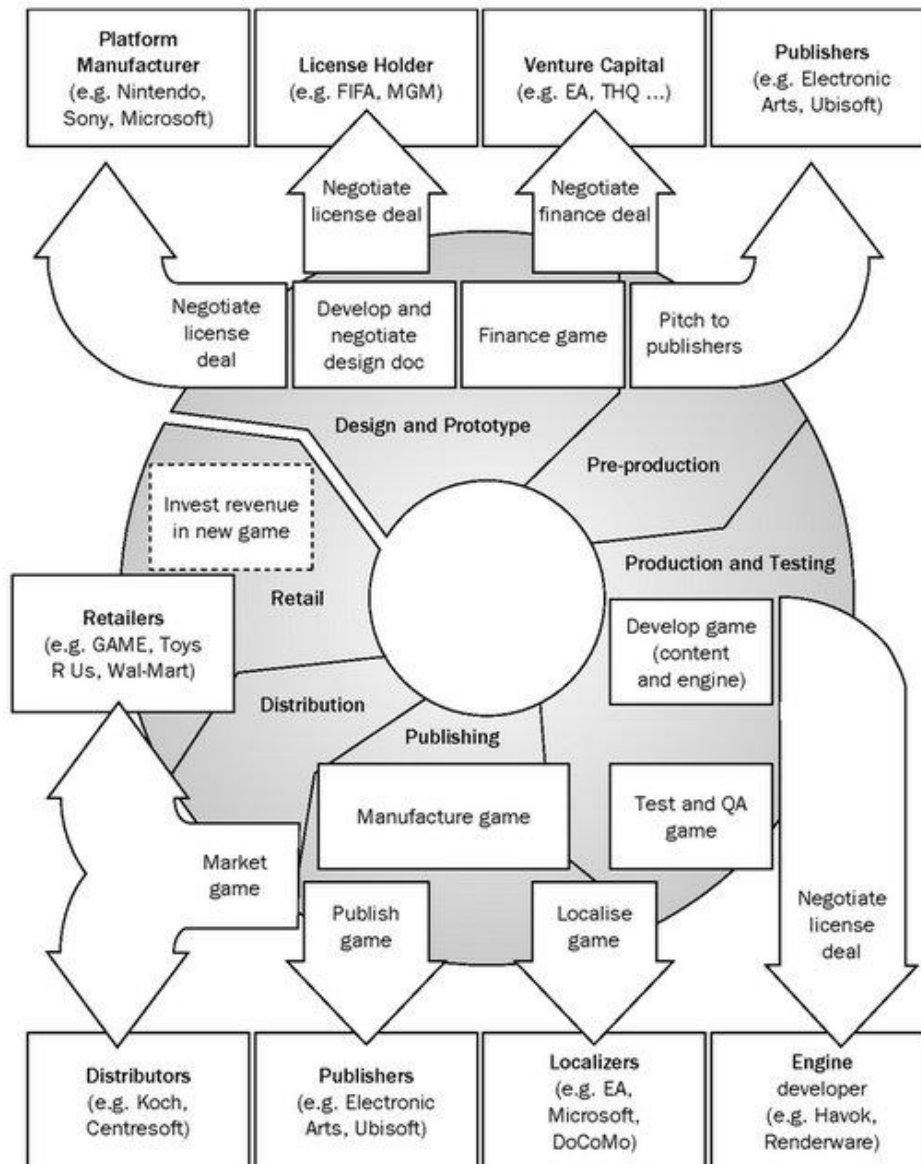 Platform
Manufacturer
(e.g. Nintendo,
Sony, Microsoft)
License Holder
(e.g. FIFA, MGM)
Venture Capital
(e.g. EA, THQ ...)
Publishers
(e.g. Electronic
Arts, Ubisoft)
Negotiate
license deal
Negotiate
finance deal
Negotiate
license
deal
Develop and
negotiate
design doc
Finance game
Pitch to
publishers
Design and Prototype
Pre-production
Invest revenue
in new game
Production and Testing
Retail
Retailers
(e.g. GAME, Toys
R Us, Wal-Mart)
Develop game
(content
and engine)
Distribution
Publishing
Manufacture game
Test and QA
game
Market
game
Publish
game
Localise
game
Negotiate
license
deal
Distributors
(e.g. Koch,
Centresoft)
Publishers
(e.g. Electronic
Arts, Ubisoft)
Localizers
(e.g. EA,
Microsoft,
DoCoMo)
Engine
developer
(e.g. Havok,
Renderware)